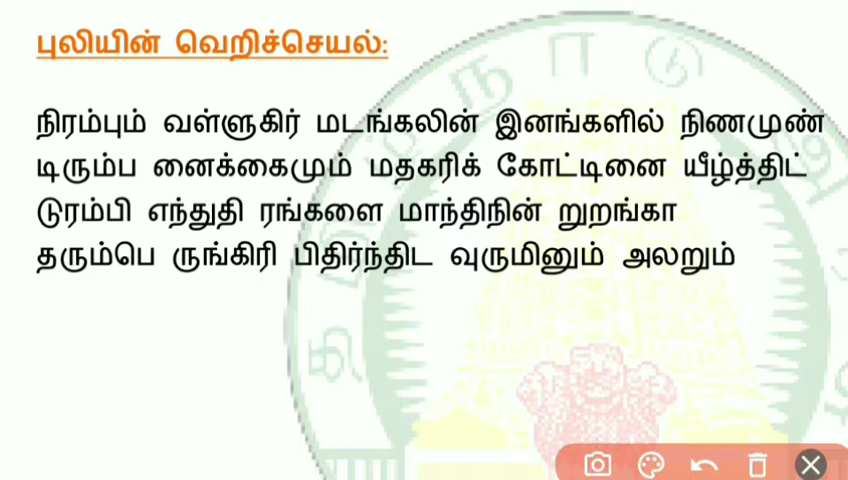 புலியின் வெறிச்செயல்:
நிரம்பும் வள்ளுகிர் மடங்கலின் இனங்களில் நிணமுண்
டிரும்ப னைக்கைமும் மதகரிக் கோட்டினை யீழ்த்திட்
டுரம்பி எந்துதி ரங்களை மாந்திநின் றுறங்கா
தரும்பெ ருங்கிரி பிதிர்ந்திட வுருமினும் அலறும்